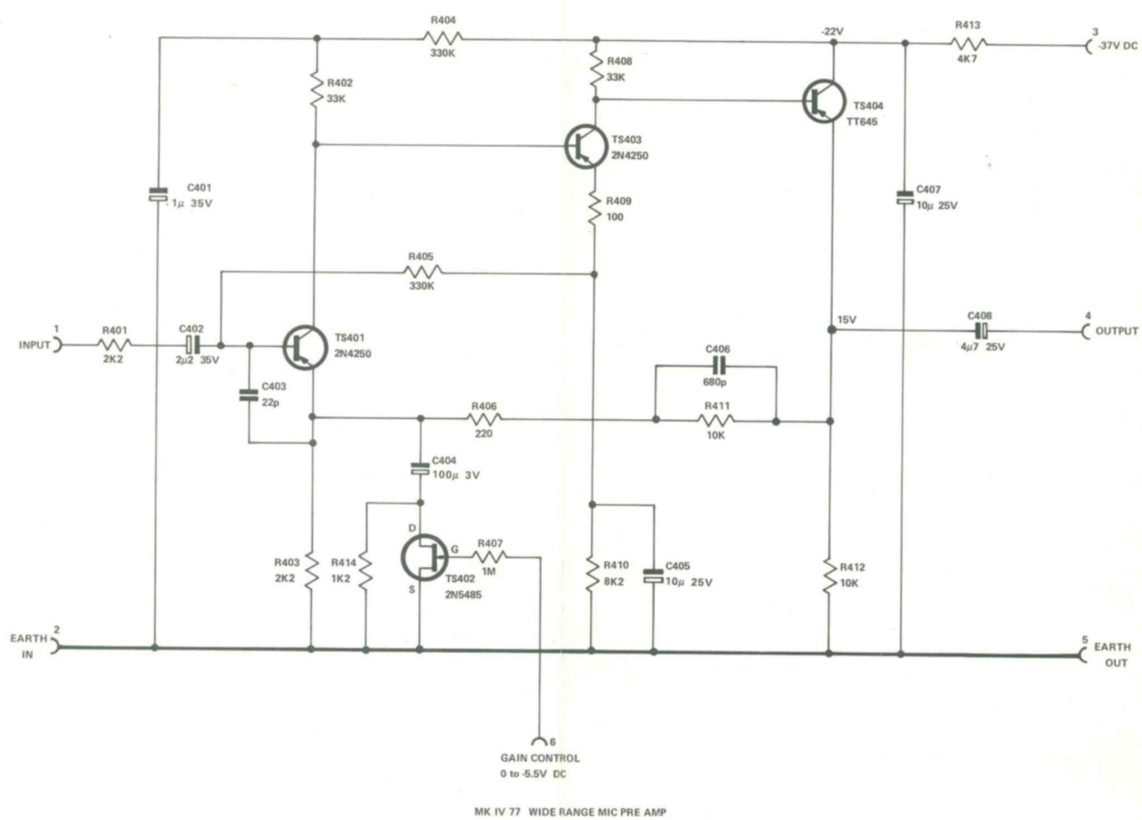 R404
330K
-22V
R413
4K7
3
-37V DC
R402
33K
R408
33K
TS404
TT645
TS403
2N4250
C401
1μ 35V
R409
100
C407
10μ 25V
R405
330K
1
INPUT
R401
2K2
C402
2μ2 35V
TS401
2N4250
15V
C408
4μ7 25V
4
OUTPUT
C403
22p
C406
680p
R406
220
R411
10K
C404
100μ 3V
D
G
S
R407
1M
TS402
2N5485
R403
2K2
R414
1K2
R410
8K2
C405
10μ 25V
R412
10K
2
EARTH
IN
5
EARTH
OUT
6
GAIN CONTROL
0 to -5.5V DC
MK IV 77 WIDE RANGE MIC PRE AMP